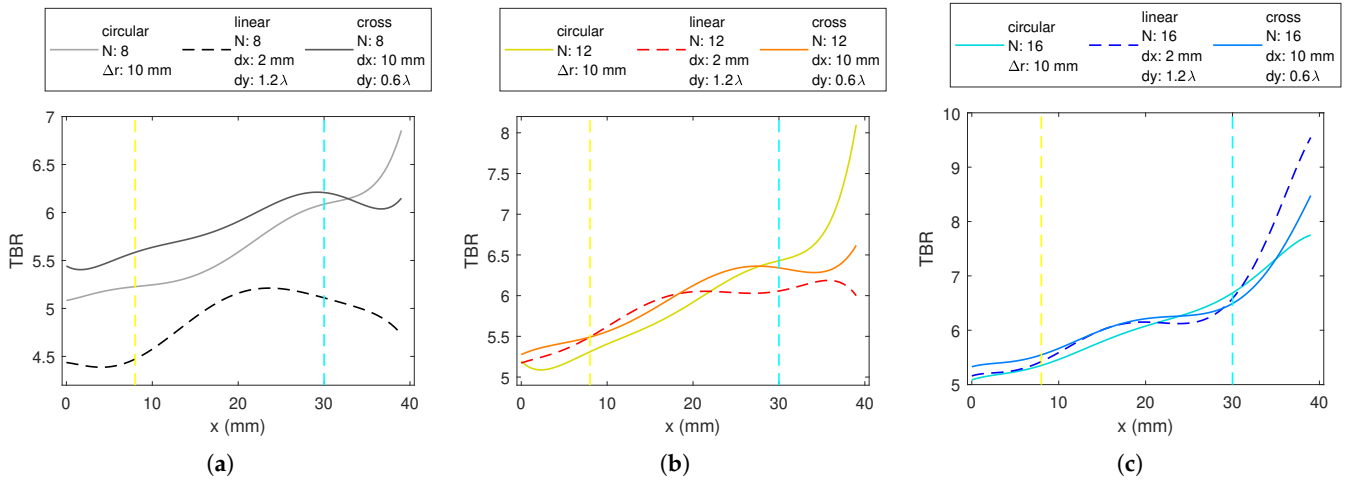 circular
N: 8
Δr: 10 mm
linear
N: 8
dx: 2 mm
dy: 1.2λ
cross
N: 8
dx: 10 mm
dy: 0.6λ
7
6.5
6
5.5
5
4.5
TBR
0 10 20 30 40
x (mm)
(a)
circular
N: 12
Δr: 10 mm
linear
N: 12
dx: 2 mm
dy: 1.2λ
cross
N: 12
dx: 10 mm
dy: 0.6λ
8
7.5
7
6.5
6
5.5
5
TBR
0 10 20 30 40
x (mm)
(b)
circular
N: 16
Δr: 10 mm
linear
N: 16
dx: 2 mm
dy: 1.2λ
cross
N: 16
dx: 10 mm
dy: 0.6λ
10
9
8
7
6
5
TBR
0 10 20 30 40
x (mm)
(c)